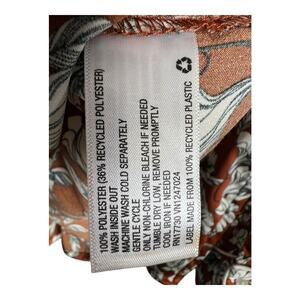 100% POLYESTER (36% RECYCLED POLYESTER)
WASH INSIDE OUT
MACHINE WASH COLD SEPARATELY
GENTLE CYCLE
ONLY NON-CHLORINE BLEACH IF NEEDED
TUMBLE DRY LOW, REMOVE PROMPTLY
COOL IRON IF NEEDED
RN17730 VN1247024
LABEL MADE FROM RECYCLED PLASTIC